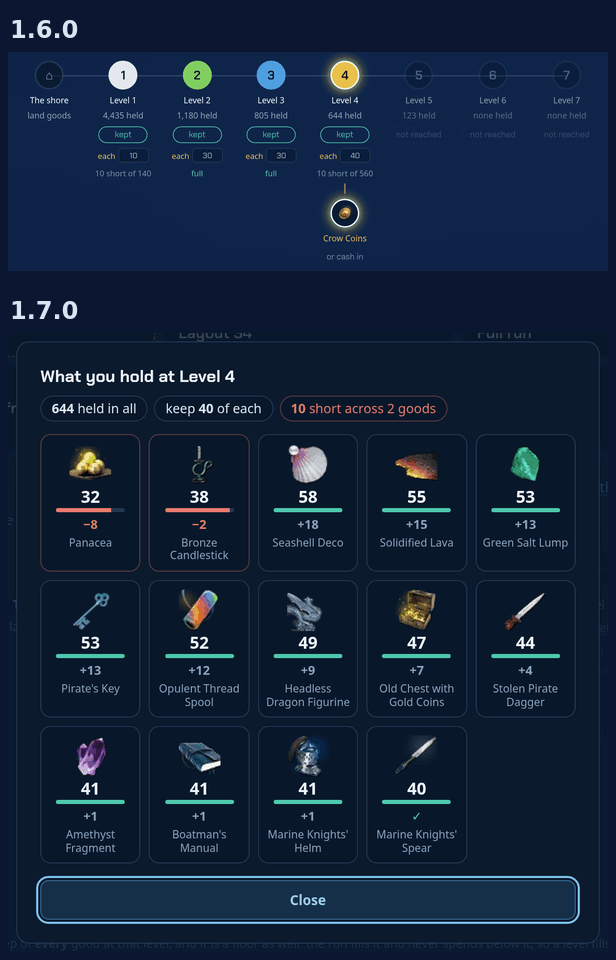 1.6.0
1 2 3 4 5 6 7
The shore Level 1 Level 2 Level 3 Level 4 Level 5 Level 6 Level 7
land goods 4,435 held 1,180 held 805 held 644 held 123 held none held none held
kept kept kept kept not reached not reached not reached
each 10 each 30 each 30 each 40
10 short of 140 full full 10 short of 560
Crow Coins
or cash in
1.7.0
Layout 54 Full run
What you hold at Level 4
644 held in all keep 40 of each 10 short across 2 goods
32 38 58 55 53
−8 −2 +18 +15 +13
Panacea Bronze Seashell Deco Solidified Lava Green Salt Lump
Candlestick
53 52 49 47 44
+13 +12 +9 +7 +4
Pirate's Key Opulent Thread Headless Old Chest with Stolen Pirate
Spool Dragon Figurine Gold Coins Dagger
41 41 41 40
+1 +1 +1 ✓
Amethyst Boatman's Marine Knights' Marine Knights'
Fragment Manual Helm Spear
Close